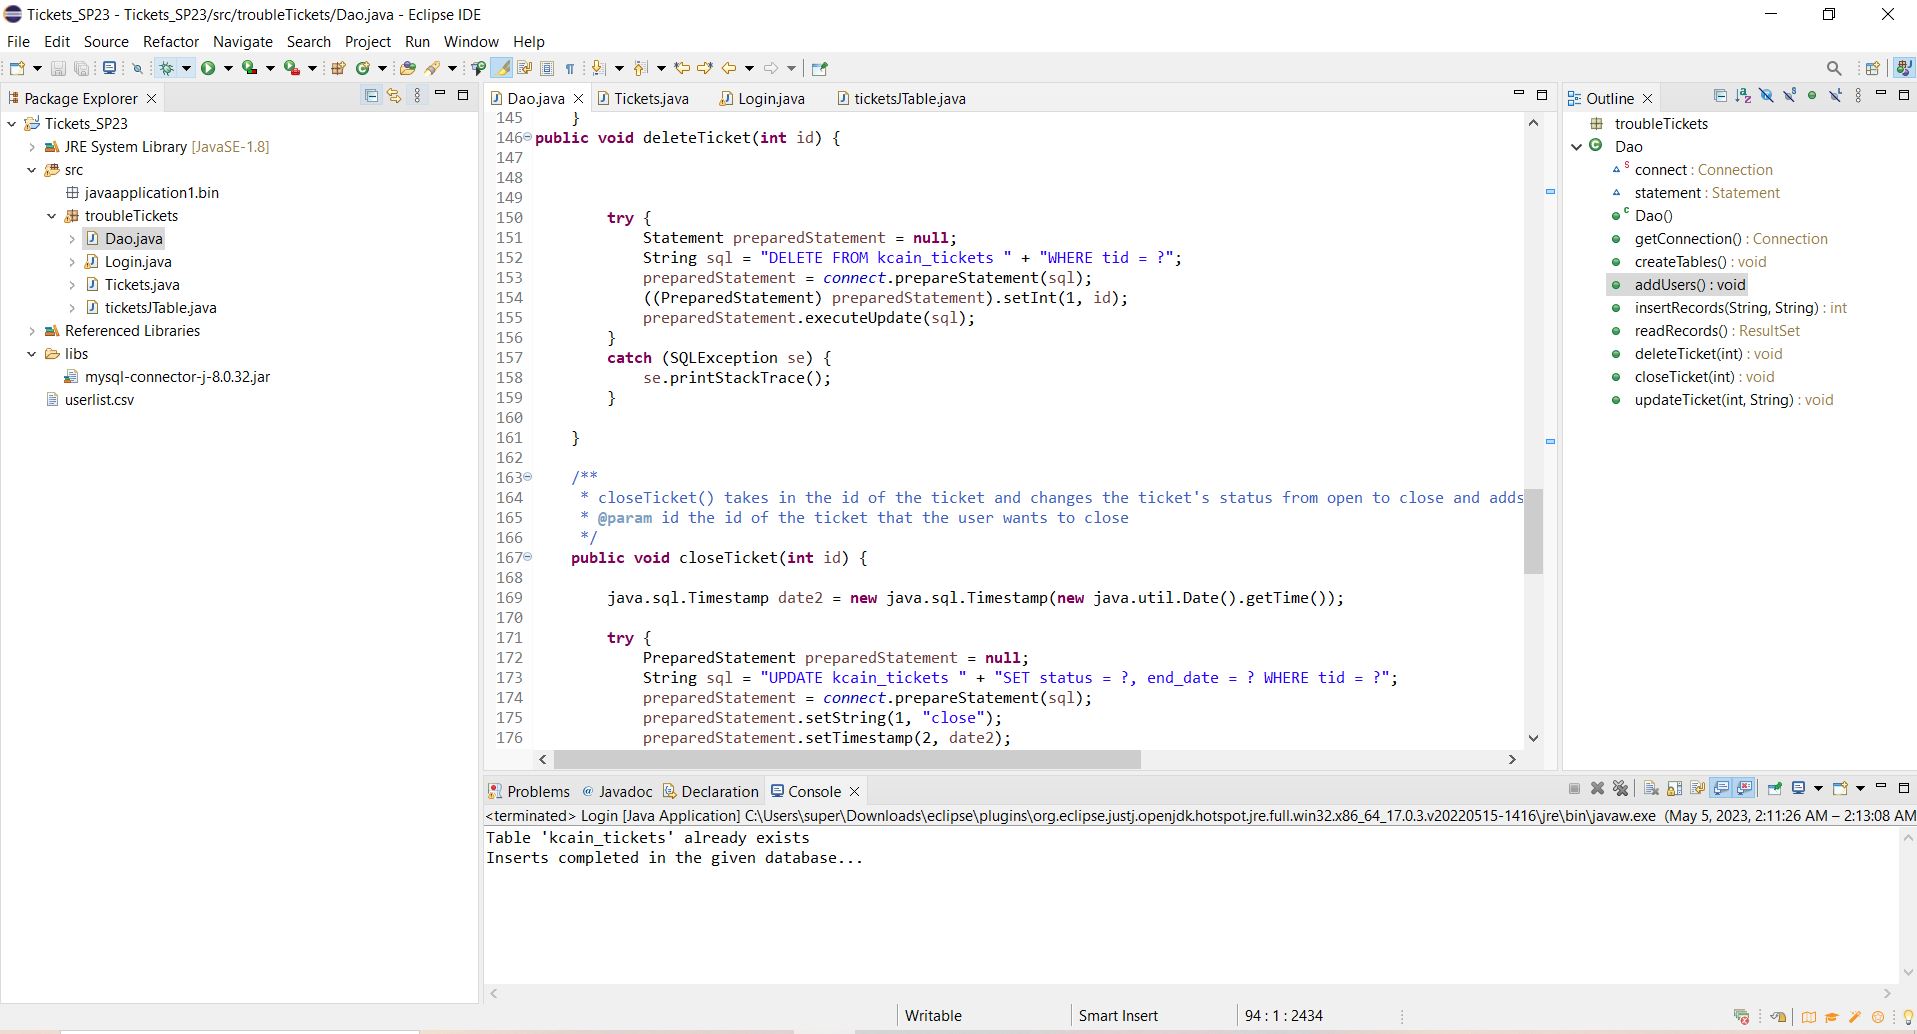 Tickets_SP23 - Tickets_SP23/src/troubleTickets/Dao.java - Eclipse IDE
File Edit Source Refactor Navigate Search Project Run Window Help
Package Explorer
Tickets_SP23
JRE System Library [JavaSE-1.8]
src
javaapplication1.bin
troubleTickets
Dao.java
Login.java
Tickets.java
ticketsJTable.java
Referenced Libraries
libs
mysql-connector-j-8.0.32.jar
userlist.csv
Dao.java Tickets.java Login.java ticketsJTable.java
145 }
146 public void deleteTicket(int id) {
147
148
149
150 try {
151 Statement preparedStatement = null;
152 String sql = "DELETE FROM kcain_tickets " + "WHERE tid = ?";
153 preparedStatement = connect.prepareStatement(sql);
154 ((PreparedStatement) preparedStatement).setInt(1, id);
155 preparedStatement.executeUpdate(sql);
156 }
157 catch (SQLException se) {
158 se.printStackTrace();
159 }
160
161 }
162
163 /**
164 * closeTicket() takes in the id of the ticket and changes the ticket's status from open to close and adds
165 * @param id the id of the ticket that the user wants to close
166 */
167 public void closeTicket(int id) {
168
169 java.sql.Timestamp date2 = new java.sql.Timestamp(new java.util.Date().getTime());
170
171 try {
172 PreparedStatement preparedStatement = null;
173 String sql = "UPDATE kcain_tickets " + "SET status = ?, end_date = ? WHERE tid = ?";
174 preparedStatement = connect.prepareStatement(sql);
175 preparedStatement.setString(1, "close");
176 preparedStatement.setTimestamp(2, date2);
Outline
troubleTickets
Dao
connect : Connection
statement : Statement
Dao()
getConnection() : Connection
createTables() : void
addUsers() : void
insertRecords(String, String) : int
readRecords() : ResultSet
deleteTicket(int) : void
closeTicket(int) : void
updateTicket(int, String) : void
Problems @ Javadoc Declaration Console
<terminated> Login [Java Application] C:\Users\super\Downloads\eclipse\plugins\org.eclipse.justj.openjdk.hotspot.jre.full.win32.x86_64_17.0.3.v20220515-1416\jre\bin\javaw.exe (May 5, 2023, 2:11:26 AM – 2:13:08 AM
Table 'kcain_tickets' already exists
Inserts completed in the given database...
Writable Smart Insert 94 : 1 : 2434